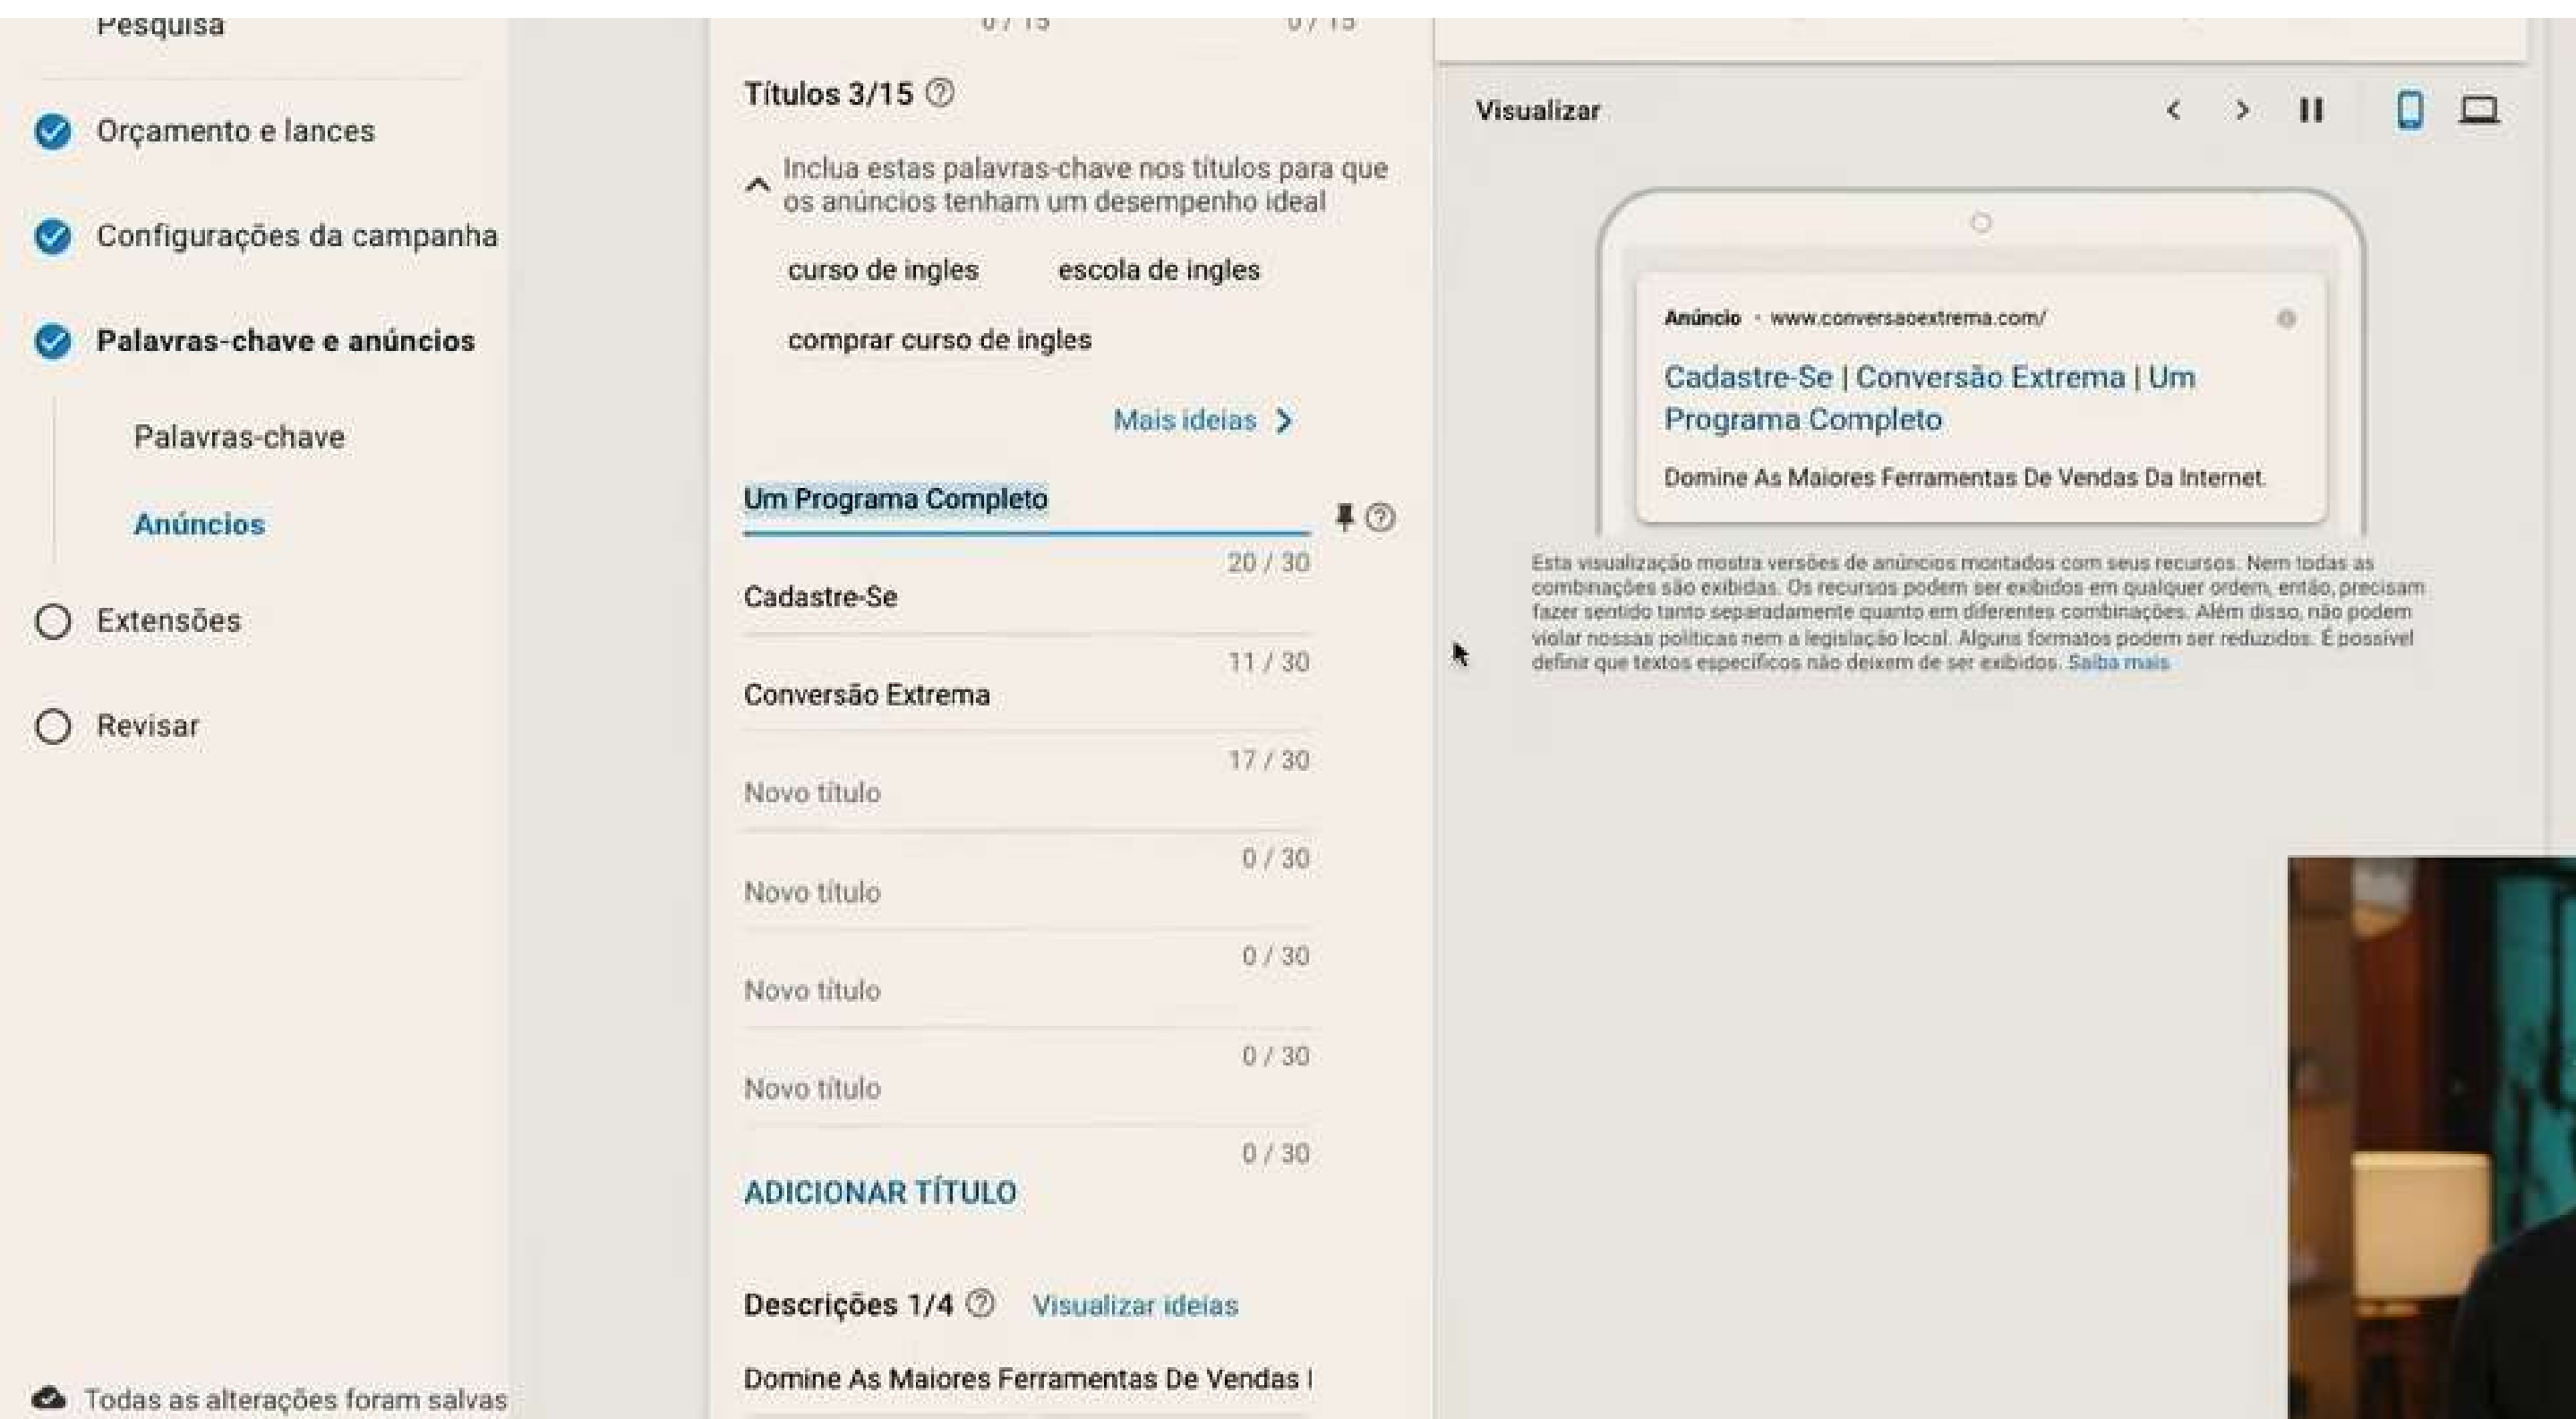 Pesquisa
0 / 15
0 / 15
Orçamento e lances
Configurações da campanha
Palavras-chave e anúncios
Palavras-chave
Anúncios
Extensões
Revisar
Todas as alterações foram salvas
Títulos 3/15
Inclua estas palavras-chave nos títulos para que
os anúncios tenham um desempenho ideal
curso de ingles
escola de ingles
comprar curso de ingles
Mais ideias
Um Programa Completo
20 / 30
Cadastre-Se
11 / 30
Conversão Extrema
17 / 30
Novo título
0 / 30
Novo título
0 / 30
Novo título
0 / 30
Novo título
0 / 30
ADICIONAR TÍTULO
Descrições 1/4
Visualizar ideias
Domine As Maiores Ferramentas De Vendas
Visualizar
Anúncio · www.conversaoextrema.com/
Cadastre-Se | Conversão Extrema | Um
Programa Completo
Domine As Maiores Ferramentas De Vendas Da Internet.
Esta visualização mostra versões de anúncios montados com seus recursos. Nem todas as
combinações são exibidas. Os recursos podem ser exibidos em qualquer ordem, então, precisam
fazer sentido tanto separadamente quanto em diferentes combinações. Além disso, não podem
violar nossas políticas nem a legislação local. Alguns formatos podem ser reduzidos. É possível
definir que textos específicos não deixem de ser exibidos. Saiba mais